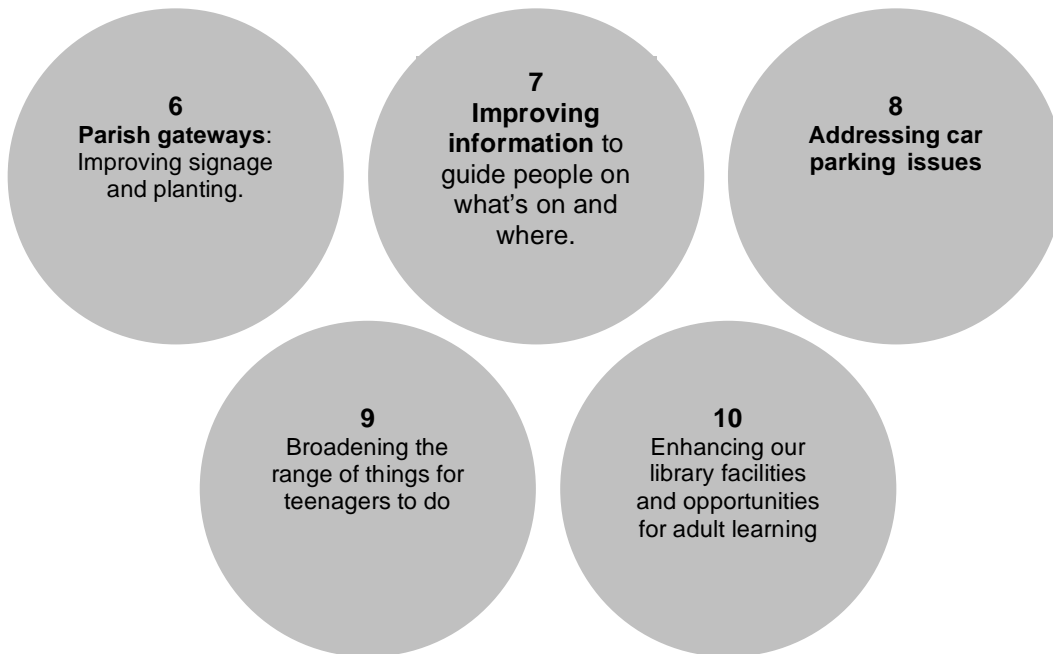 6
Parish gateways:
Improving signage
and planting.
7
Improving
information to
guide people on
what's on and
where.
8
Addressing car
parking issues
9
Broadening the
range of things for
teenagers to do
10
Enhancing our
library facilities
and opportunities
for adult learning